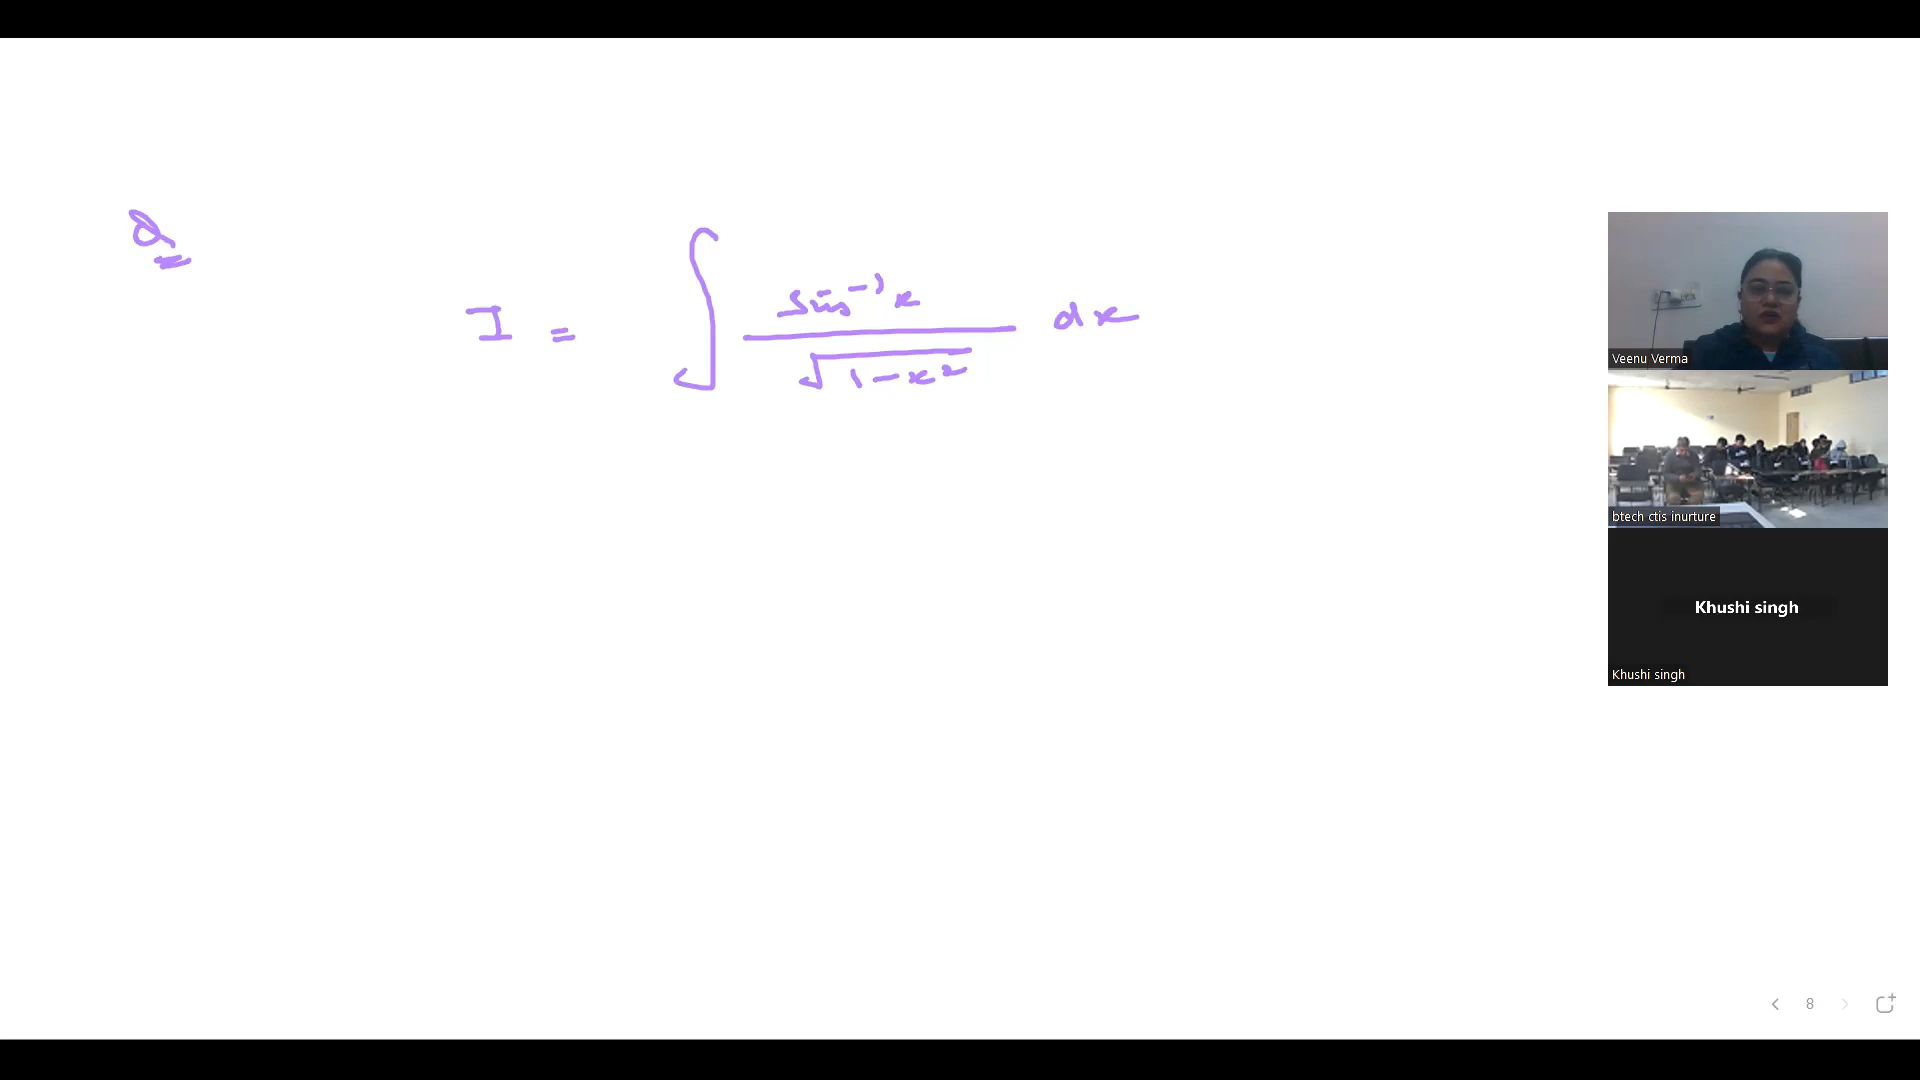 Q
I = ∫ sin⁻¹x / √(1-x²) dx
Veenu Verma
btech ctis inurture
Khushi singh
Khushi singh
8